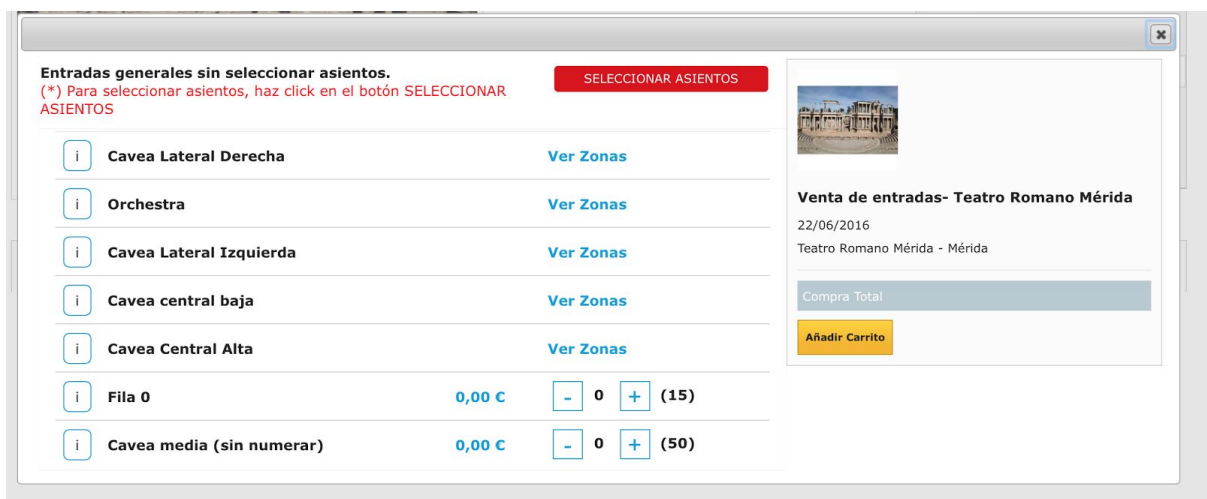 Entradas generales sin seleccionar asientos.
(*) Para seleccionar asientos, haz click en el botón SELECCIONAR
ASIENTOS
SELECCIONAR ASIENTOS
i Cavea Lateral Derecha Ver Zonas
i Orchestra Ver Zonas
i Cavea Lateral Izquierda Ver Zonas
i Cavea central baja Ver Zonas
i Cavea Central Alta Ver Zonas
i Fila 0 0,00 € - 0 + (15)
i Cavea media (sin numerar) 0,00 € - 0 + (50)
Venta de entradas- Teatro Romano Mérida
22/06/2016
Teatro Romano Mérida - Mérida
Compra Total
Añadir Carrito